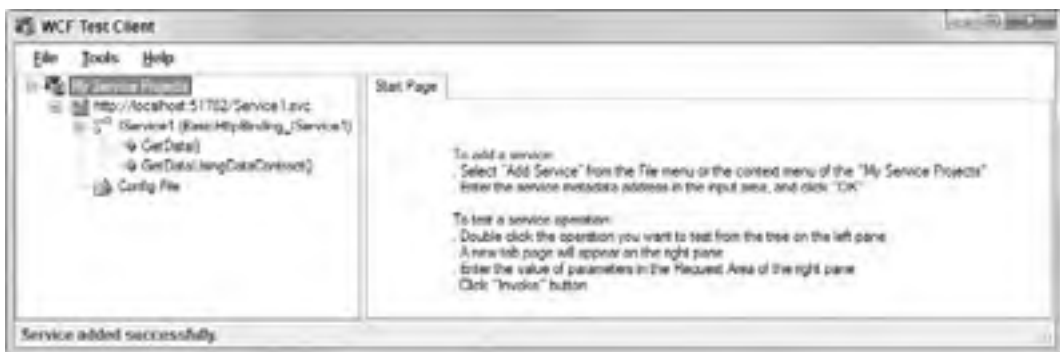 WCF Test Client
File Tools Help
My Service Projects
http://localhost:51702/Service1.svc
IService1 (BasicHttpBinding_IService1)
GetData()
GetDataUsingDataContract()
Config File
Start Page
To add a service:
. Select "Add Service" from the File menu or the context menu of the "My Service Projects"
. Enter the service metadata address in the input area, and click "OK"
To test a service operation:
. Double click the operation you want to test from the tree on the left pane
. A new tab page will appear on the right pane
. Enter the value of parameters in the Request Area of the right pane
. Click "Invoke" button
Service added successfully.